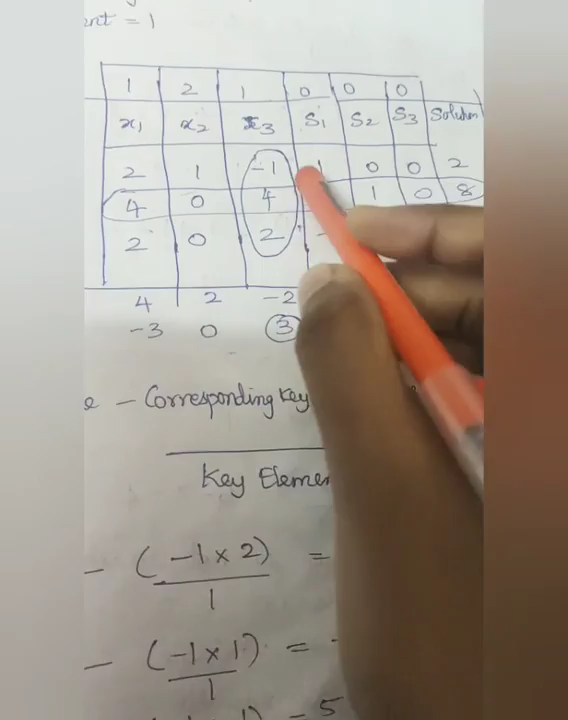 ent = 1
1 2 1 0 0 0
x₁ x₂ x₃ S₁ S₂ S₃ Solution
2 1 -1 1 0 0 2
4 0 4 1 0 8
2 0 2 -
4 2 -2
-3 0 3
e - Corresponding Key
Key Elemen
- (-1 x 2) =
1
- (-1 x 1) = -
1
= 5